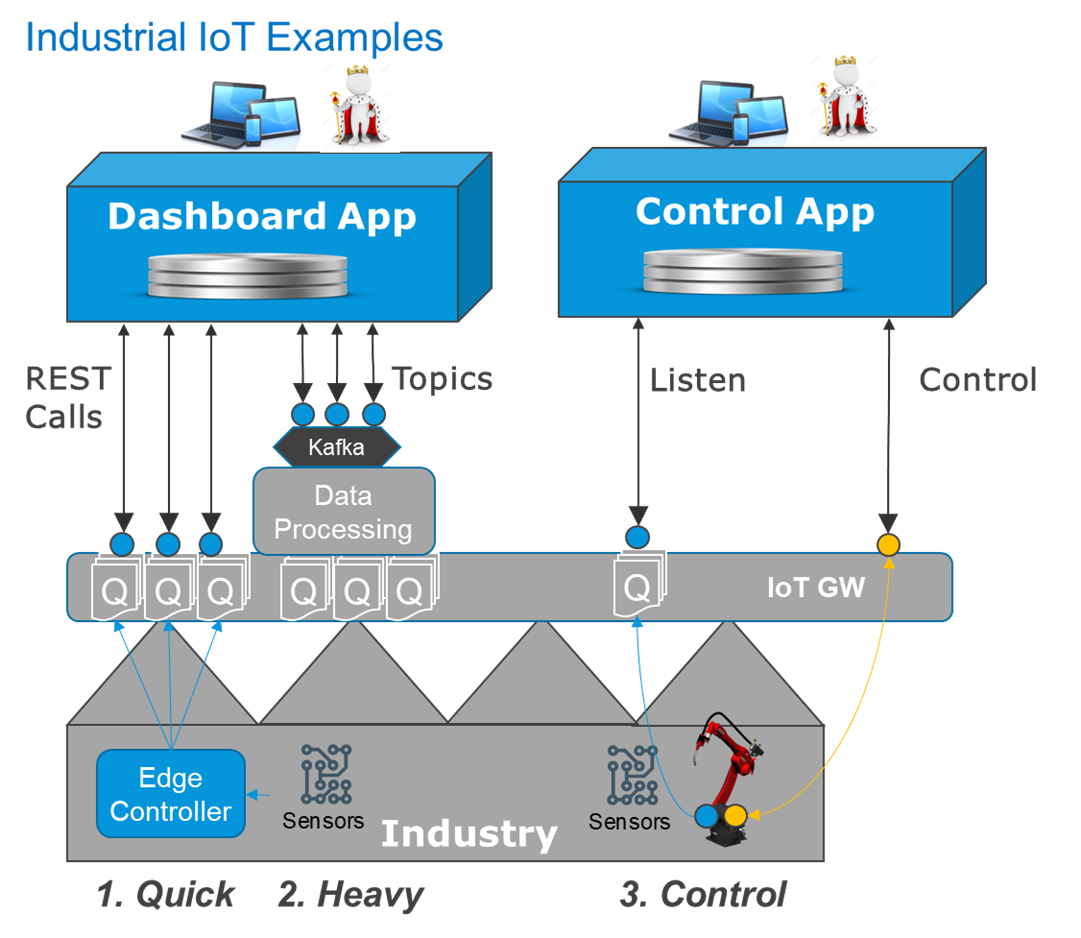 Industrial IoT Examples
Dashboard App
Control App
REST
Calls
Topics
Listen
Control
Kafka
Data
Processing
Q
Q
Q
Q
Q
Q
Q
IoT GW
Edge
Controller
Sensors
Sensors
Industry
1. Quick
2. Heavy
3. Control